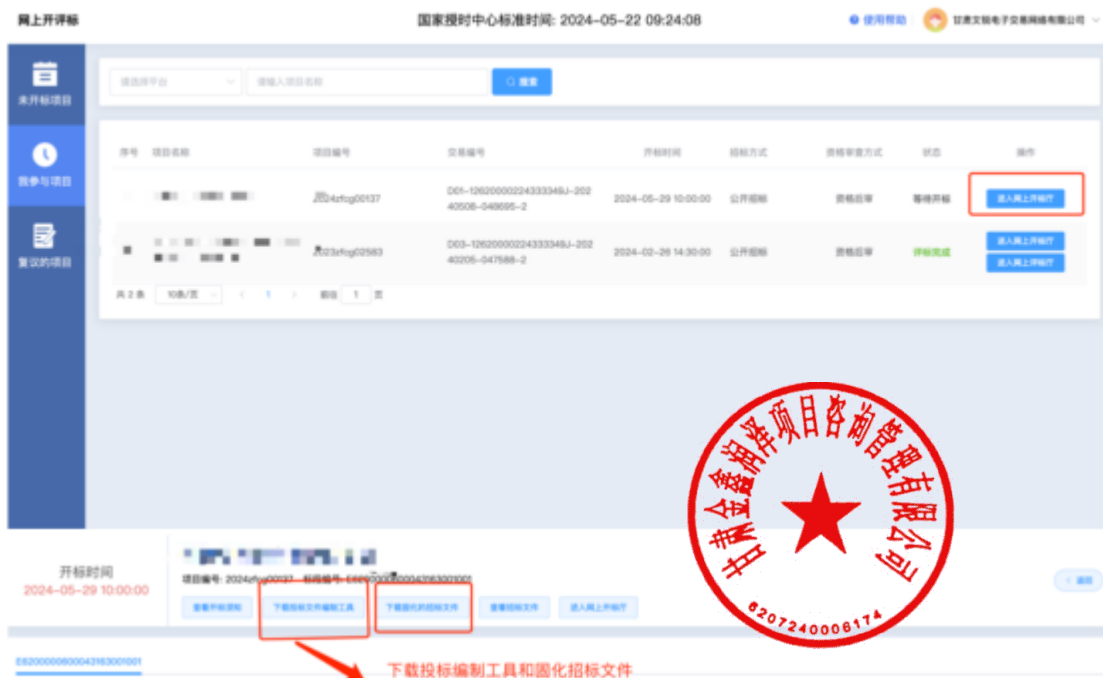 网上开评标 国家授时中心标准时间: 2024-05-22 09:24:08 使用帮助 甘肃文锐电子交易网络有限公司
未开标项目
我参与项目
复议的项目
请选择平台 请输入项目名称 搜索
序号 项目名称 项目编号 交易编号 开标时间 招标方式 资格审查方式 状态 操作
2024zfcg00137 D01-12620000224333349J-202 2024-05-29 10:00:00 公开招标 资格后审 等待开标 进入网上开标厅
40508-048695-2
2023zfcg02563 D03-12620000224333349J-202 2024-02-26 14:30:00 公开招标 资格后审 评标完成 进入网上开标厅
40205-047588-2 进入网上开标厅
共 2 条 10条/页 1 前往 1 页
甘肃金鑫润泽项目咨询管理有限公司
6207240006174
开标时间
2024-05-29 10:00:00
项目编号: 2024zfcg00137 标段编号: E6200000600043163001001
查看开标须知 下载投标文件编制工具 下载固化的招标文件 查看招标文件 进入网上开标厅 返回
E6200000600043163001001
下载投标编制工具和固化招标文件